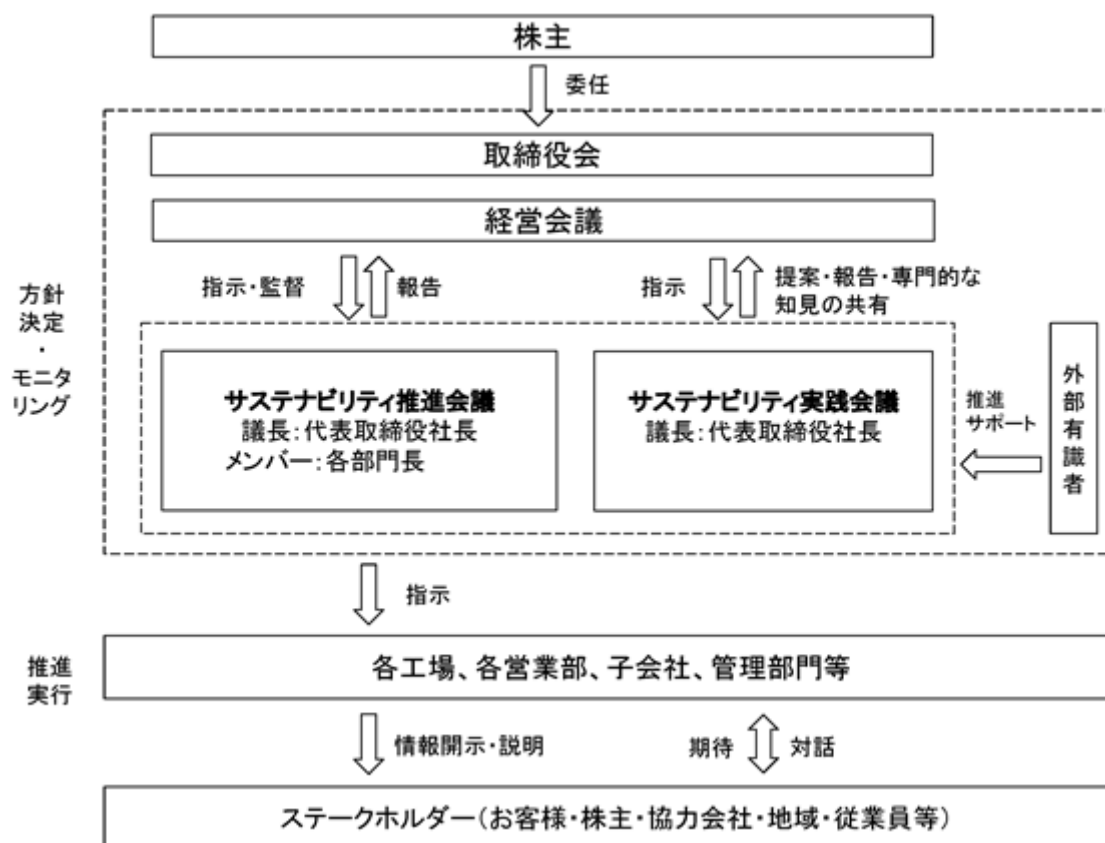 株主
委任
取締役会
経営会議
指示・監督
報告
指示
提案・報告・専門的な
知見の共有
方針
決定
・
モニタ
リング
サステナビリティ推進会議
議長：代表取締役社長
メンバー：各部門長
サステナビリティ実践会議
議長：代表取締役社長
推進
サポート
外部有識者
指示
推進
実行
各工場、各営業部、子会社、管理部門等
情報開示・説明
期待
対話
ステークホルダー（お客様・株主・協力会社・地域・従業員等）